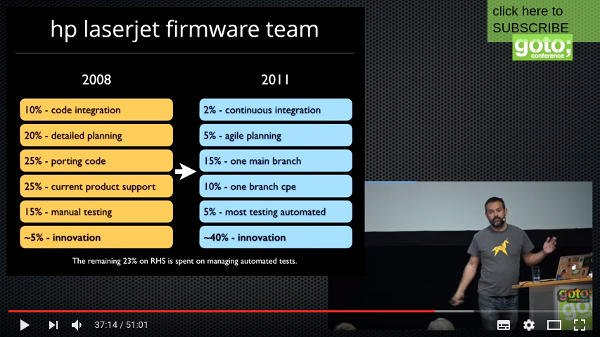 click here to
SUBSCRIBE
goto;
conference
hp laserjet firmware team
2008
2011
10% - code integration
2% - continuous integration
20% - detailed planning
5% - agile planning
25% - porting code
15% - one main branch
25% - current product support
10% - one branch cpe
15% - manual testing
5% - most testing automated
~5% - innovation
~40% - innovation
The remaining 23% on RHS is spent on managing automated tests.
goto;
37:14 / 51:01